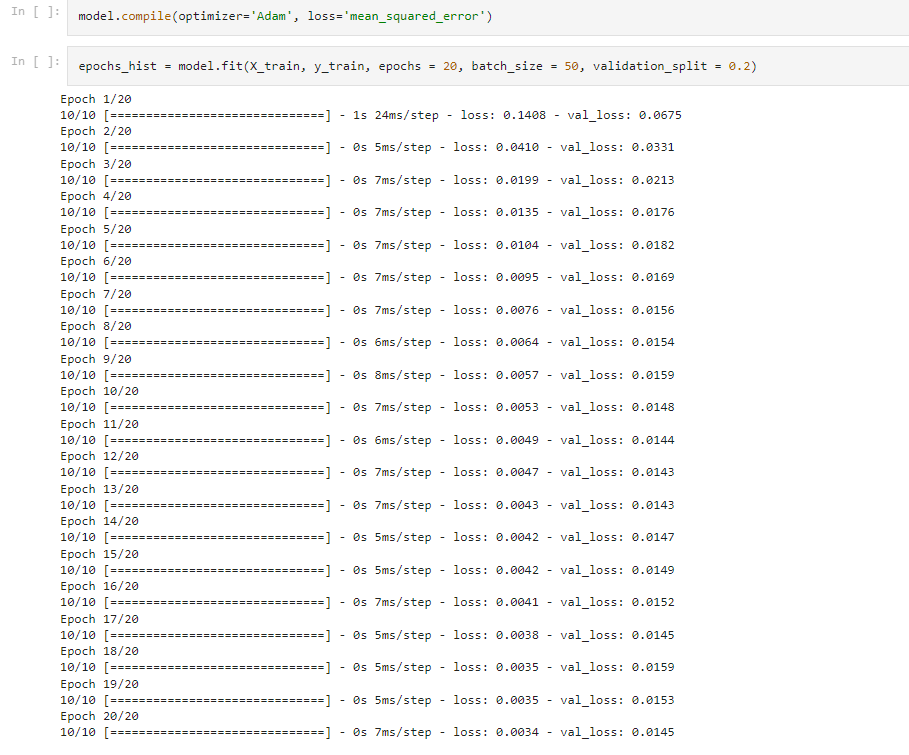 In [ ]: model.compile(optimizer='Adam', loss='mean_squared_error')
In [ ]: epochs_hist = model.fit(X_train, y_train, epochs = 20, batch_size = 50, validation_split = 0.2)
Epoch 1/20
10/10 [==============================] - 1s 24ms/step - loss: 0.1408 - val_loss: 0.0675
Epoch 2/20
10/10 [==============================] - 0s 5ms/step - loss: 0.0410 - val_loss: 0.0331
Epoch 3/20
10/10 [==============================] - 0s 7ms/step - loss: 0.0199 - val_loss: 0.0213
Epoch 4/20
10/10 [==============================] - 0s 7ms/step - loss: 0.0135 - val_loss: 0.0176
Epoch 5/20
10/10 [==============================] - 0s 7ms/step - loss: 0.0104 - val_loss: 0.0182
Epoch 6/20
10/10 [==============================] - 0s 7ms/step - loss: 0.0095 - val_loss: 0.0169
Epoch 7/20
10/10 [==============================] - 0s 7ms/step - loss: 0.0076 - val_loss: 0.0156
Epoch 8/20
10/10 [==============================] - 0s 6ms/step - loss: 0.0064 - val_loss: 0.0154
Epoch 9/20
10/10 [==============================] - 0s 8ms/step - loss: 0.0057 - val_loss: 0.0159
Epoch 10/20
10/10 [==============================] - 0s 7ms/step - loss: 0.0053 - val_loss: 0.0148
Epoch 11/20
10/10 [==============================] - 0s 6ms/step - loss: 0.0049 - val_loss: 0.0144
Epoch 12/20
10/10 [==============================] - 0s 7ms/step - loss: 0.0047 - val_loss: 0.0143
Epoch 13/20
10/10 [==============================] - 0s 7ms/step - loss: 0.0043 - val_loss: 0.0143
Epoch 14/20
10/10 [==============================] - 0s 5ms/step - loss: 0.0042 - val_loss: 0.0147
Epoch 15/20
10/10 [==============================] - 0s 5ms/step - loss: 0.0042 - val_loss: 0.0149
Epoch 16/20
10/10 [==============================] - 0s 7ms/step - loss: 0.0041 - val_loss: 0.0152
Epoch 17/20
10/10 [==============================] - 0s 5ms/step - loss: 0.0038 - val_loss: 0.0145
Epoch 18/20
10/10 [==============================] - 0s 5ms/step - loss: 0.0035 - val_loss: 0.0159
Epoch 19/20
10/10 [==============================] - 0s 5ms/step - loss: 0.0035 - val_loss: 0.0153
Epoch 20/20
10/10 [==============================] - 0s 7ms/step - loss: 0.0034 - val_loss: 0.0145